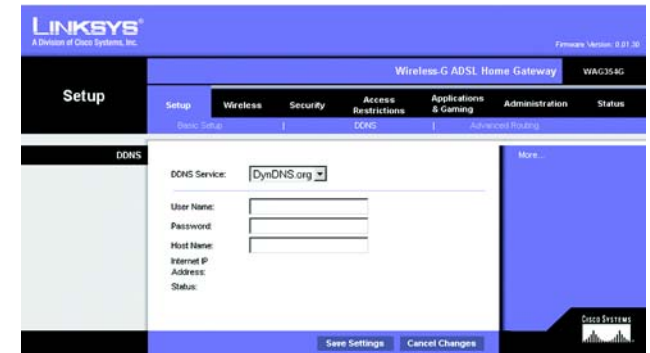 LINKSYS®
A Division of Cisco Systems, Inc.
Firmware Version: 0.01.30
Wireless-G ADSL Home Gateway WAG354G
Setup
Setup Wireless Security Access Restrictions Applications & Gaming Administration Status
Basic Setup | DDNS | Advanced Routing
DDNS
More...
DDNS Service: DynDNS.org
User Name:
Password:
Host Name:
Internet IP
Address:
Status:
CISCO SYSTEMS
Save Settings Cancel Changes